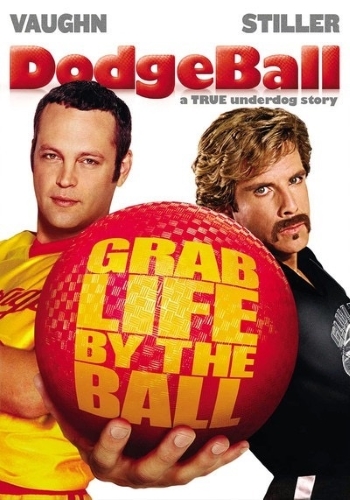 VAUGHN STILLER
DodgeBall
a TRUE underdog story
GRAB
LIFE
BY THE
BALL